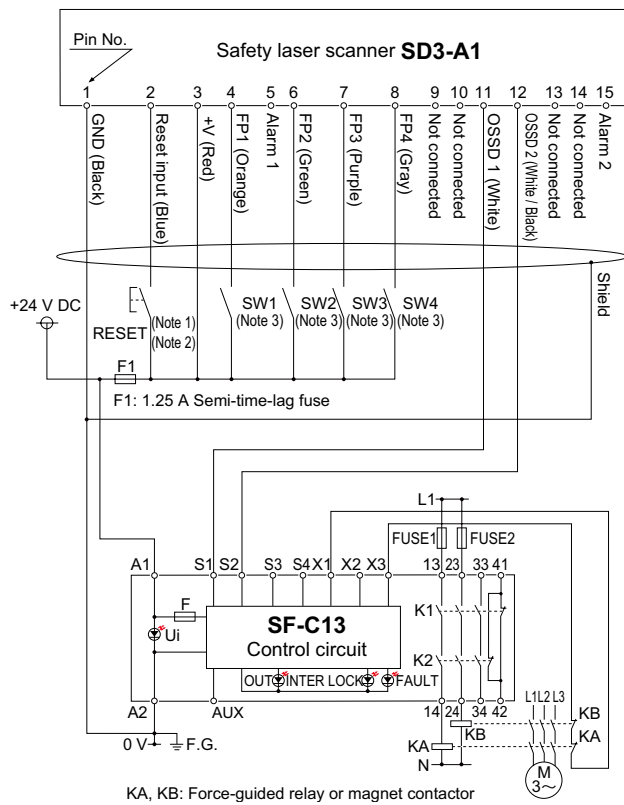 Pin No.
Safety laser scanner SD3-A1
1 2 3 4 5 6 7 8 9 10 11 12 13 14 15
GND (Black)
Reset input (Blue)
+V (Red)
FP1 (Orange)
Alarm 1
FP2 (Green)
FP3 (Purple)
FP4 (Gray)
Not connected
Not connected
OSSD 1 (White)
OSSD 2 (White / Black)
Not connected
Not connected
Alarm 2
Shield
+24 V DC
RESET
(Note 1)
(Note 2)
SW1
(Note 3)
SW2
(Note 3)
SW3
(Note 3)
SW4
(Note 3)
F1
F1: 1.25 A Semi-time-lag fuse
L1
FUSE1 FUSE2
A1 S1 S2 S3 S4 X1 X2 X3 13 23 33 41
F
Ui
SF-C13
Control circuit
K1
K2
OUT INTER LOCK FAULT
A2 AUX 14 24 34 42
L1 L2 L3
KB
KA
KB
KA
0 V F.G.
N
M
3~
KA, KB: Force-guided relay or magnet contactor